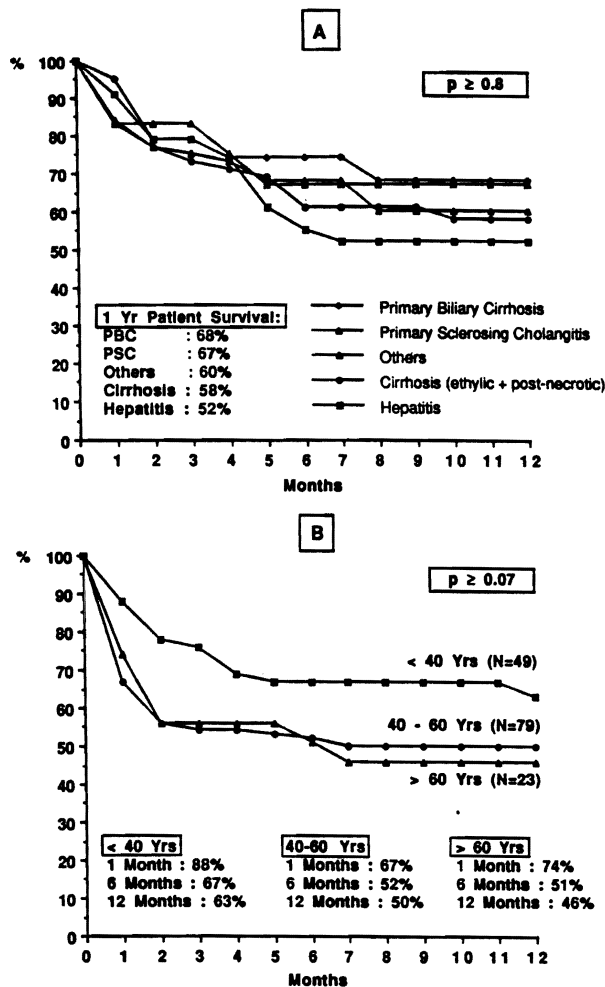 A
%
p ≥ 0.8
100
90
80
70
60
50
40
30
20
10
0
1 Yr Patient Survival:
PBC : 68%
PSC : 67%
Others : 60%
Cirrhosis : 58%
Hepatitis : 52%
Primary Biliary Cirrhosis
Primary Sclerosing Cholangitis
Others
Cirrhosis (ethylic + post-necrotic)
Hepatitis
0 1 2 3 4 5 6 7 8 9 10 11 12
Months
B
%
p ≥ 0.07
100
90
80
70
60
50
40
30
20
10
0
< 40 Yrs (N=49)
40 - 60 Yrs (N=79)
> 60 Yrs (N=23)
< 40 Yrs
1 Month : 88%
6 Months : 67%
12 Months : 63%
40-60 Yrs
1 Months : 67%
6 Months : 52%
12 Months : 50%
> 60 Yrs
1 Month : 74%
6 Months : 51%
12 Months : 46%
0 1 2 3 4 5 6 7 8 9 10 11 12
Months